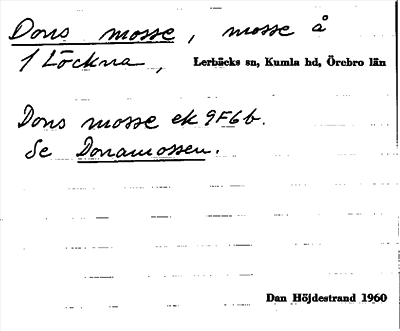 Dons mosse, mosse å
1 Löckna, Lerbäcks sn, Kumla hd, Örebro län
Dons mosse ek 9F6b.
Se Donamossen.
Dan Höjdestrand 1960